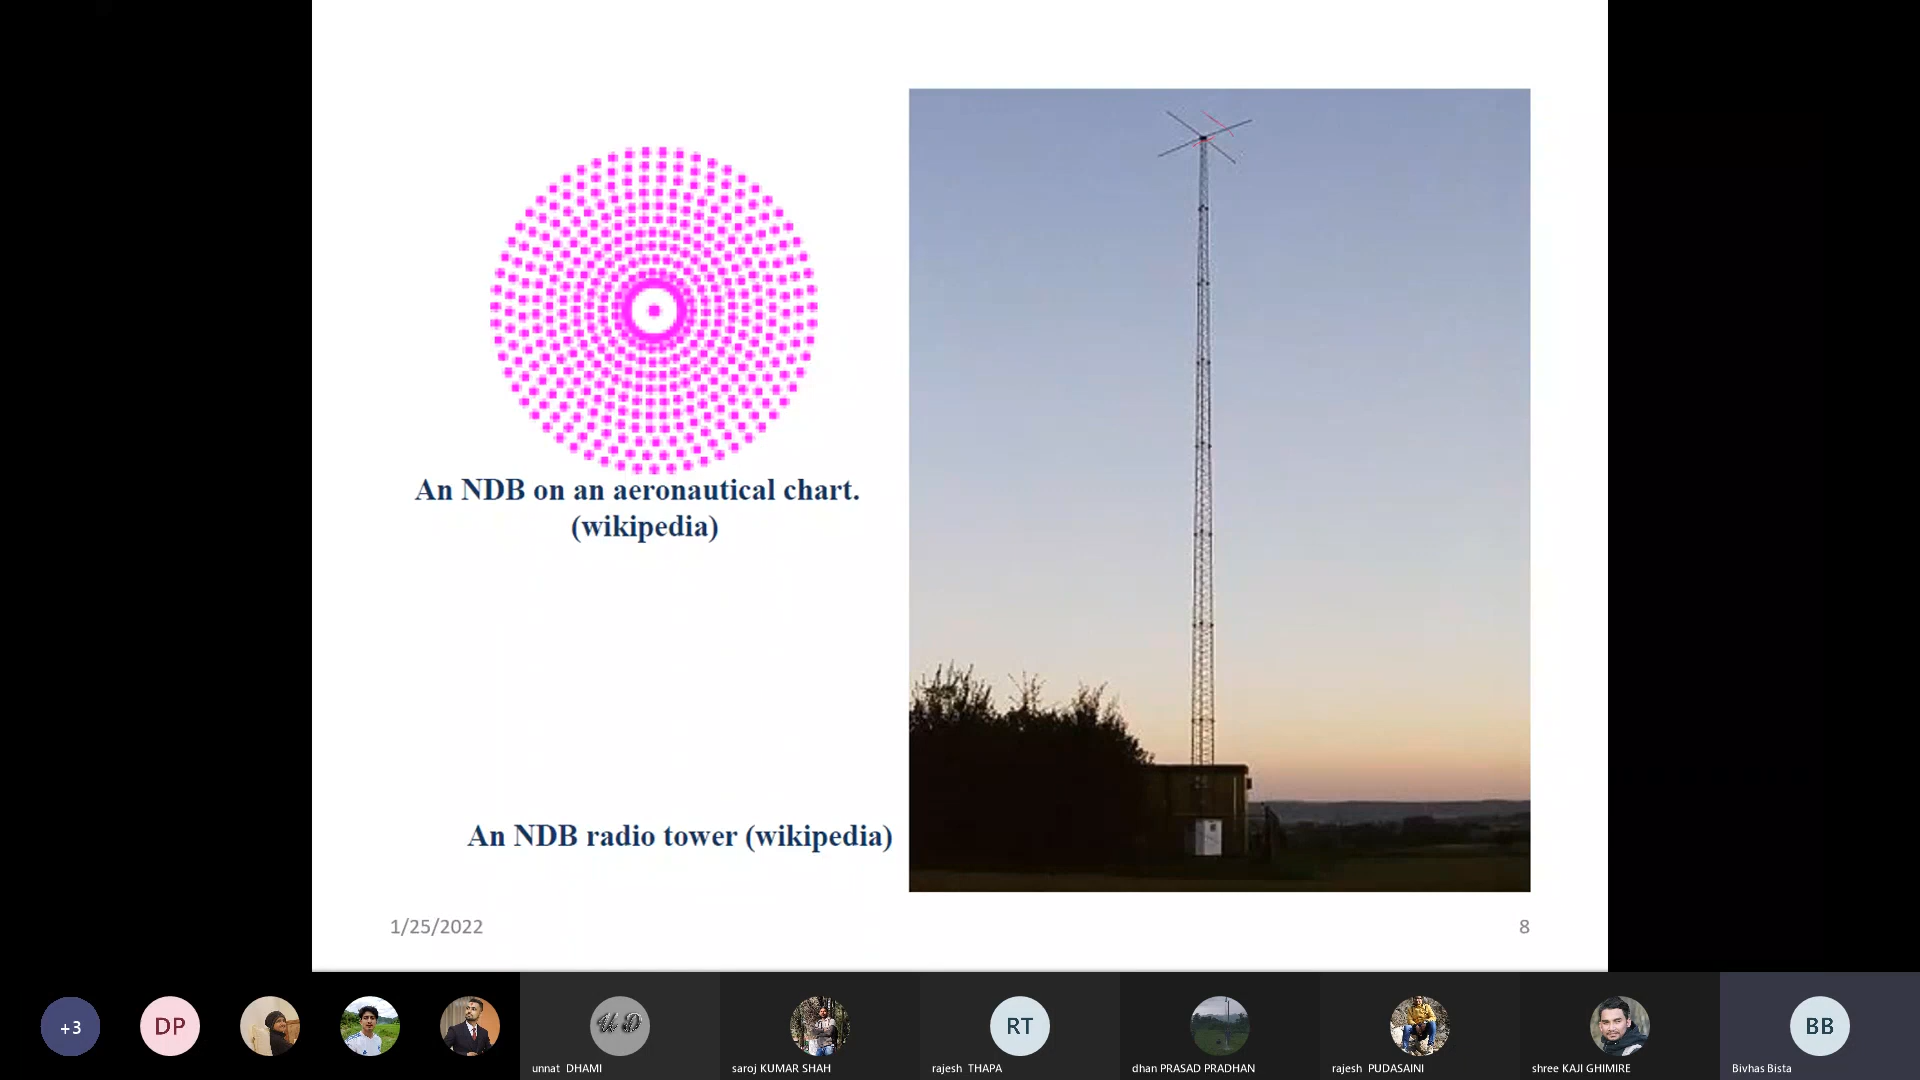 An NDB on an aeronautical chart.
(wikipedia)
An NDB radio tower (wikipedia)
1/25/2022
8
+3
DP
U D
RT
BB
unnat DHAMI
saroj KUMAR SHAH
rajesh THAPA
dhan PRASAD PRADHAN
rajesh PUDASAINI
shree KAJI GHIMIRE
Bivhas Bista